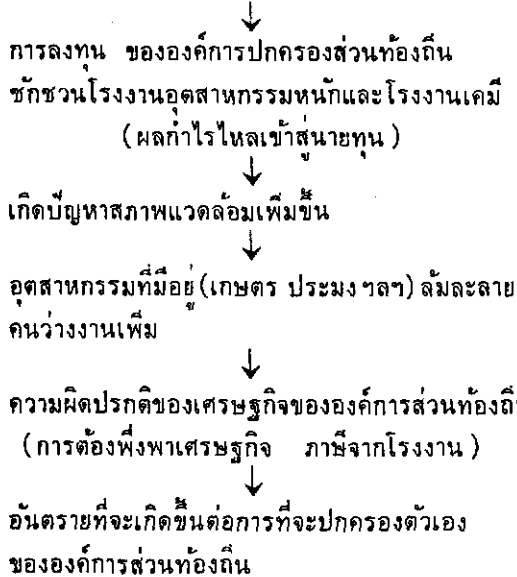 การลงทุน ขององค์การปกครองส่วนท้องถิ่น
ชักชวนโรงงานอุตสาหกรรมหนักและโรงงานเคมี
(ผลกำไรไหลเข้าสู่นายทุน)
เกิดปัญหาสภาพแวดล้อมเพิ่มขึ้น
อุตสาหกรรมที่มีอยู่(เกษตร ประมง ฯลฯ) ล้มละลาย
คนว่างงานเพิ่ม
ความผิดปรกติของเศรษฐกิจขององค์การส่วนท้องถิ่
(การต้องพึ่งพาเศรษฐกิจ ภาษีจากโรงงาน)
อันตรายที่จะเกิดขึ้นต่อการที่จะปกครองตัวเอง
ขององค์การส่วนท้องถิ่น